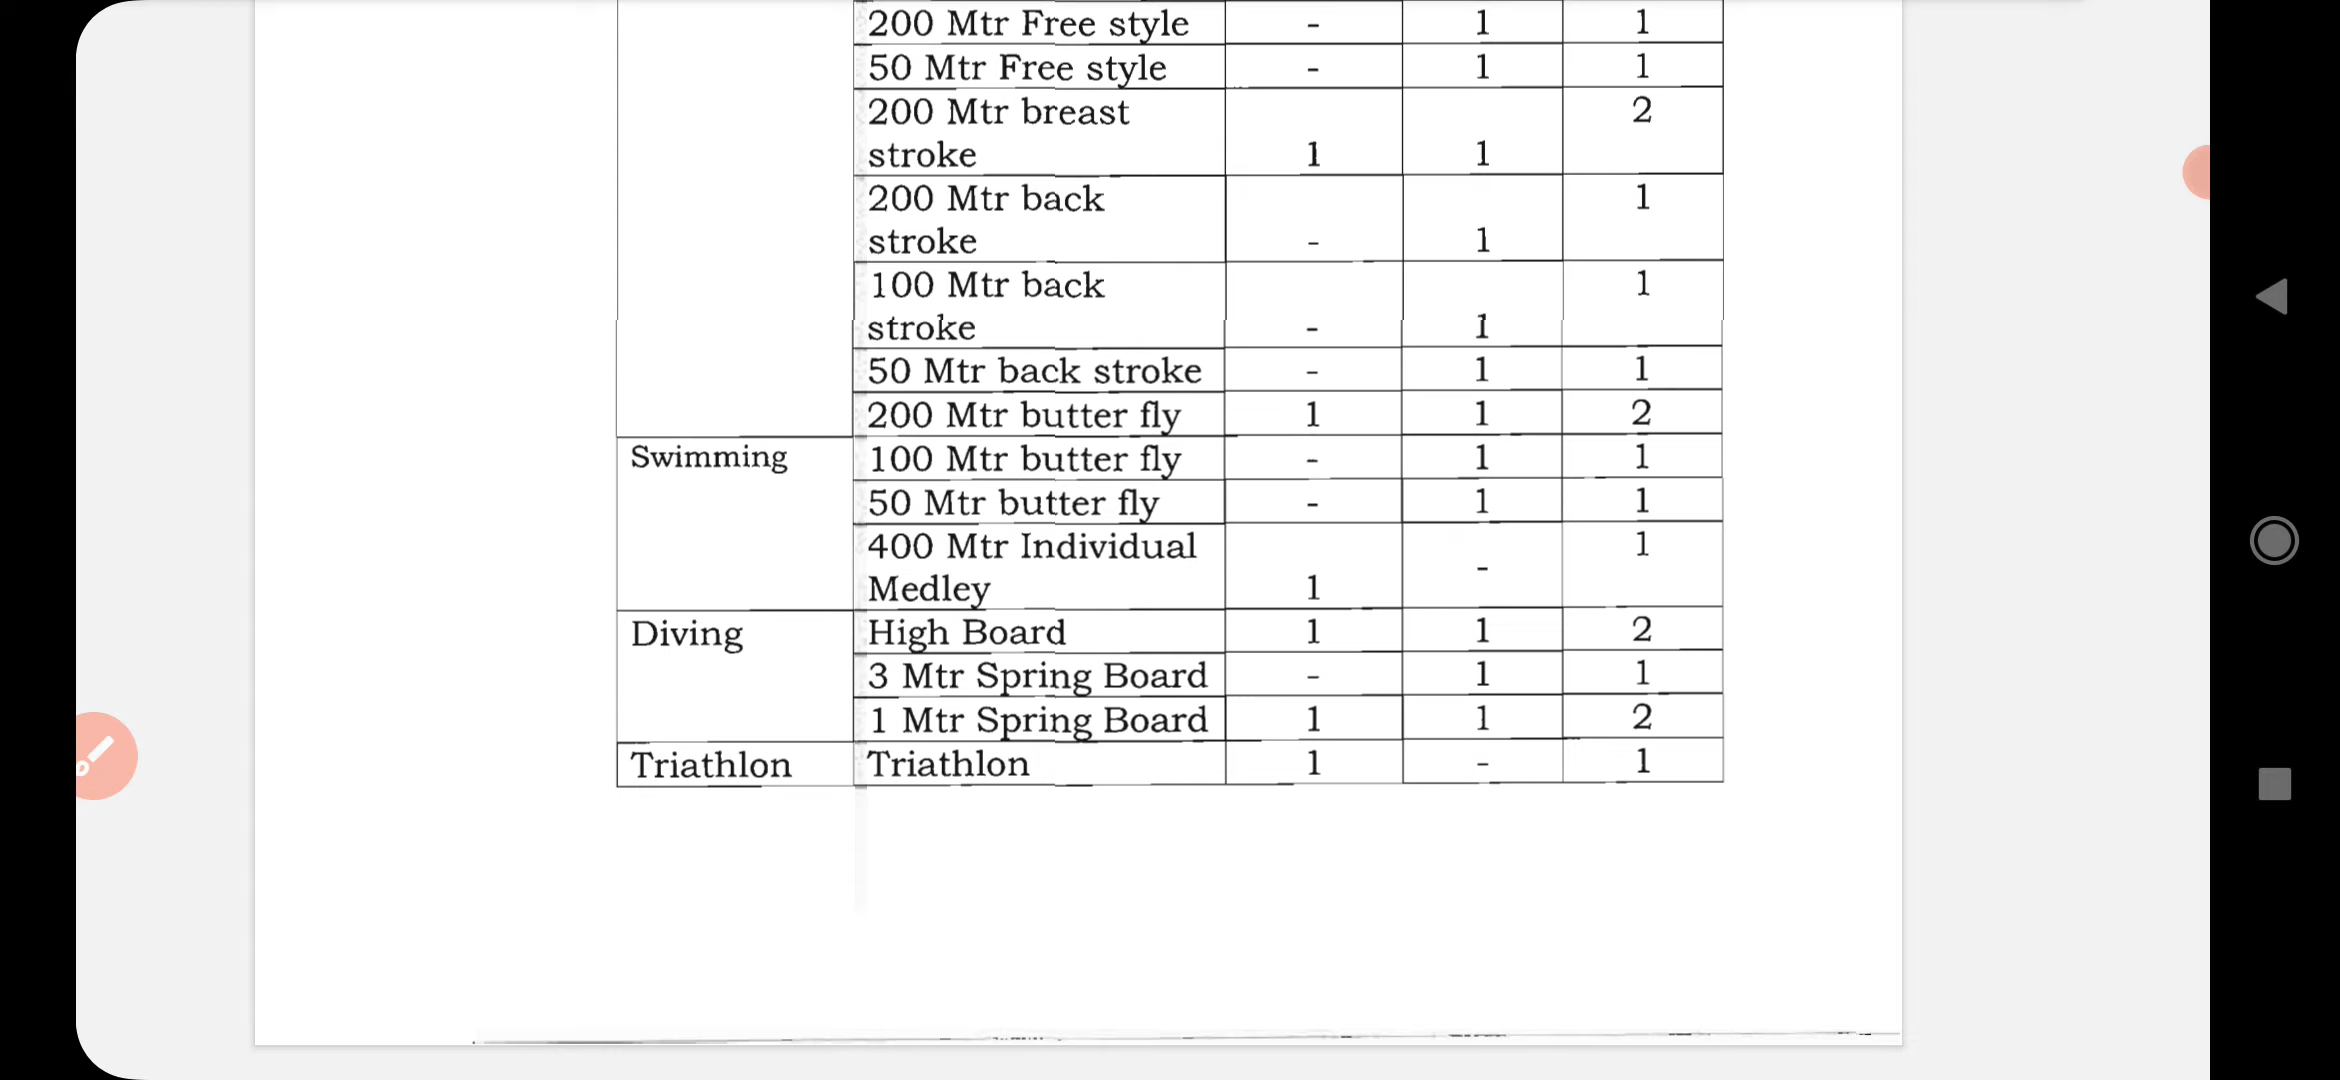 200 Mtr Free style - 1 1
50 Mtr Free style - 1 1
200 Mtr breast 2
stroke 1 1
200 Mtr back 1
stroke - 1
100 Mtr back 1
stroke - 1
50 Mtr back stroke - 1 1
200 Mtr butter fly 1 1 2
Swimming 100 Mtr butter fly - 1 1
50 Mtr butter fly - 1 1
400 Mtr Individual - 1
Medley 1
Diving High Board 1 1 2
3 Mtr Spring Board - 1 1
1 Mtr Spring Board 1 1 2
Triathlon Triathlon 1 - 1